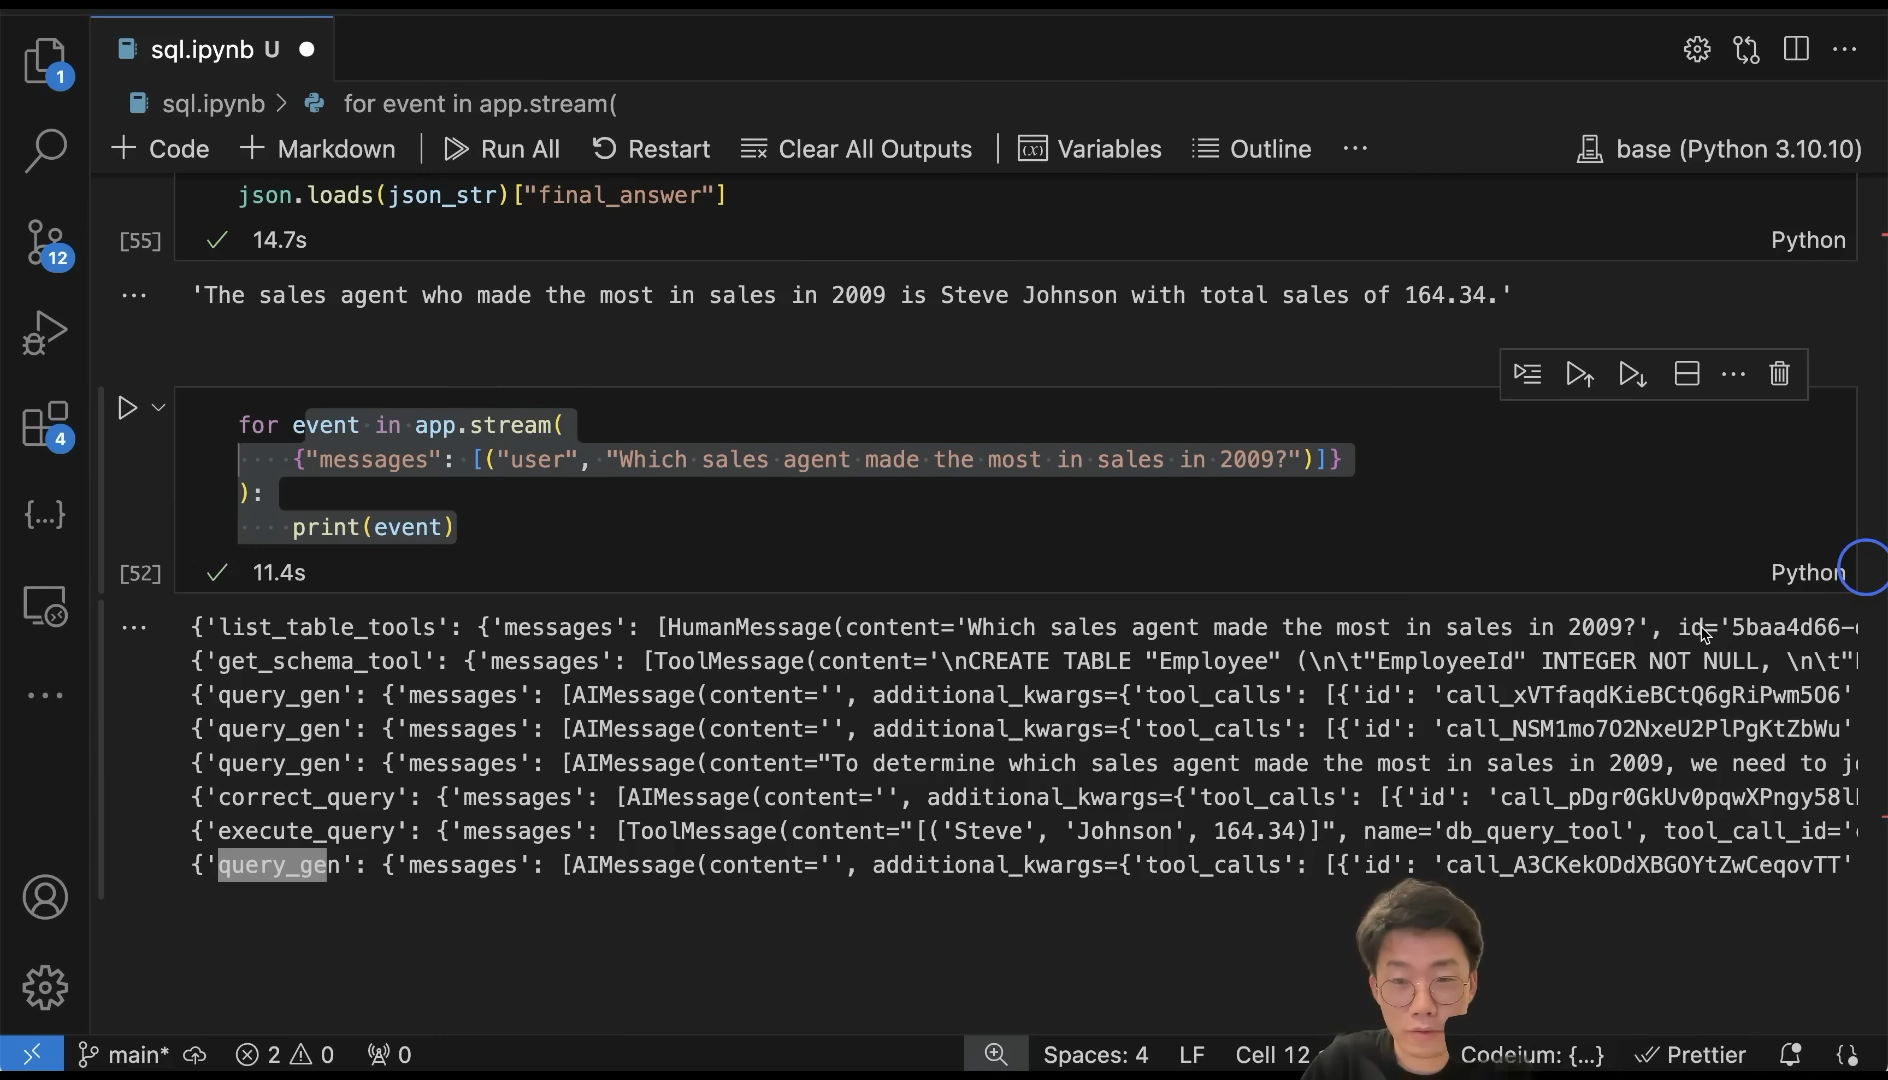 sql.ipynb U
sql.ipynb > for event in app.stream(
+ Code + Markdown | Run All Restart Clear All Outputs | Variables Outline ... base (Python 3.10.10)
1
12
4
json.loads(json_str)["final_answer"]
[55] ✓ 14.7s Python
'The sales agent who made the most in sales in 2009 is Steve Johnson with total sales of 164.34.'
for event in app.stream(
{"messages": [("user", "Which sales agent made the most in sales in 2009?")]}
):
print(event)
[52] ✓ 11.4s Python
{'list_table_tools': {'messages': [HumanMessage(content='Which sales agent made the most in sales in 2009?', id='5baa4d66-
{'get_schema_tool': {'messages': [ToolMessage(content='\nCREATE TABLE "Employee" (\n\t"EmployeeId" INTEGER NOT NULL, \n\t"
{'query_gen': {'messages': [AIMessage(content='', additional_kwargs={'tool_calls': [{'id': 'call_xVTfaqdKieBCtQ6gRiPwm5O6'
{'query_gen': {'messages': [AIMessage(content='', additional_kwargs={'tool_calls': [{'id': 'call_NSM1mo7O2NxeU2PlPgKtZbWu'
{'query_gen': {'messages': [AIMessage(content="To determine which sales agent made the most in sales in 2009, we need to j
{'correct_query': {'messages': [AIMessage(content='', additional_kwargs={'tool_calls': [{'id': 'call_pDgr0GkUv0pqwXPngy58l
{'execute_query': {'messages': [ToolMessage(content="[('Steve', 'Johnson', 164.34)]", name='db_query_tool', tool_call_id='
{'query_gen': {'messages': [AIMessage(content='', additional_kwargs={'tool_calls': [{'id': 'call_A3CKekODdXBGOYtZwCeqovTT'
main* 2 0 0 Spaces: 4 LF Cell 12 Codeium: {...} Prettier